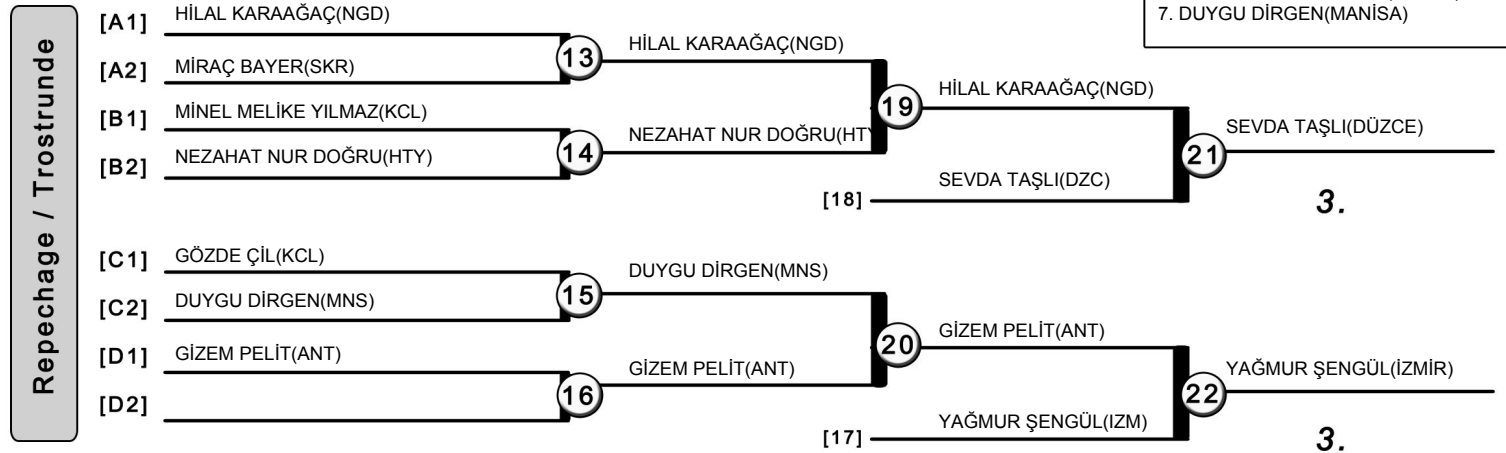 7. DUYGU DİRGEN(MANİSA)
Repechage / Trostrunde
[A1] HİLAL KARAAĞAÇ(NGD)
[A2] MİRAÇ BAYER(SKR)
13
HİLAL KARAAĞAÇ(NGD)
[B1] MİNEL MELİKE YILMAZ(KCL)
[B2] NEZAHAT NUR DOĞRU(HTY)
14
NEZAHAT NUR DOĞRU(HTY
19
HİLAL KARAAĞAÇ(NGD)
[18] SEVDA TAŞLI(DZC)
21
SEVDA TAŞLI(DÜZCE)
3.
[C1] GÖZDE ÇİL(KCL)
[C2] DUYGU DİRGEN(MNS)
15
DUYGU DİRGEN(MNS)
[D1] GİZEM PELİT(ANT)
[D2]
16
GİZEM PELİT(ANT)
20
GİZEM PELİT(ANT)
[17] YAĞMUR ŞENGÜL(IZM)
22
YAĞMUR ŞENGÜL(İZMİR)
3.